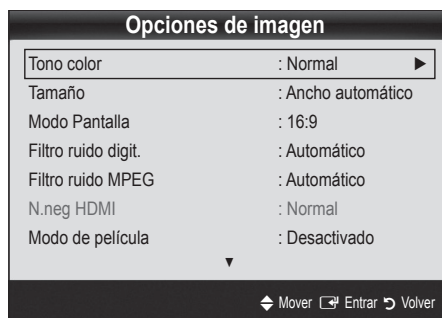 Opciones de imagen
Tono color : Normal ►
Tamaño : Ancho automático
Modo Pantalla : 16:9
Filtro ruido digit. : Automático
Filtro ruido MPEG : Automático
N.neg HDMI : Normal
Modo de película : Desactivado
▼
Mover Entrar Volver